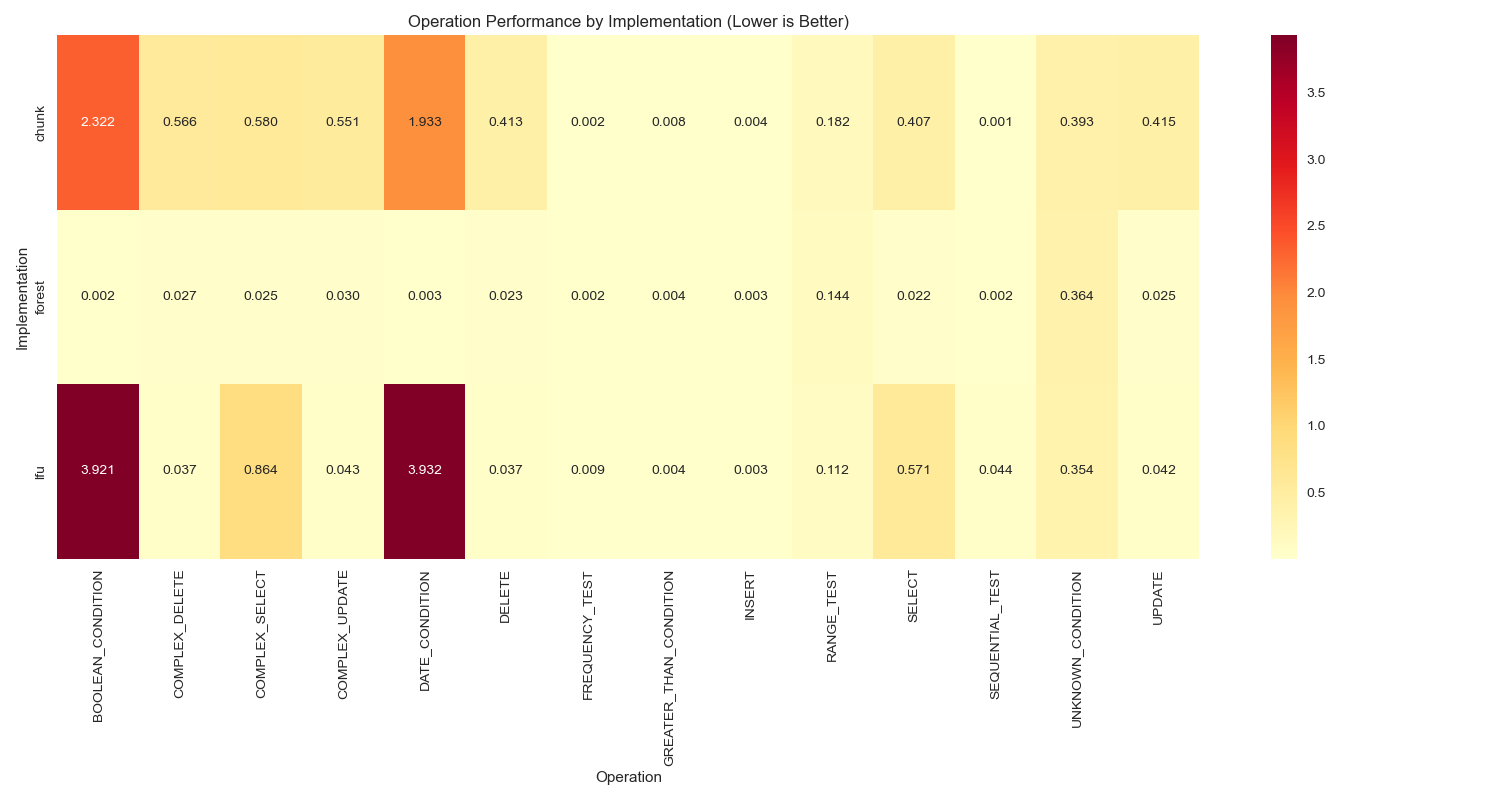 Operation Performance by Implementation (Lower is Better)
Implementation
chunk
2.322 0.566 0.580 0.551 1.933 0.413 0.002 0.008 0.004 0.182 0.407 0.001 0.393 0.415
forest
0.002 0.027 0.025 0.030 0.003 0.023 0.002 0.004 0.003 0.144 0.022 0.002 0.364 0.025
lfu
3.921 0.037 0.864 0.043 3.932 0.037 0.009 0.004 0.003 0.112 0.571 0.044 0.354 0.042
BOOLEAN_CONDITION
COMPLEX_DELETE
COMPLEX_SELECT
COMPLEX_UPDATE
DATE_CONDITION
DELETE
FREQUENCY_TEST
GREATER_THAN_CONDITION
INSERT
RANGE_TEST
SELECT
SEQUENTIAL_TEST
UNKNOWN_CONDITION
UPDATE
Operation
3.5
3.0
2.5
2.0
1.5
1.0
0.5